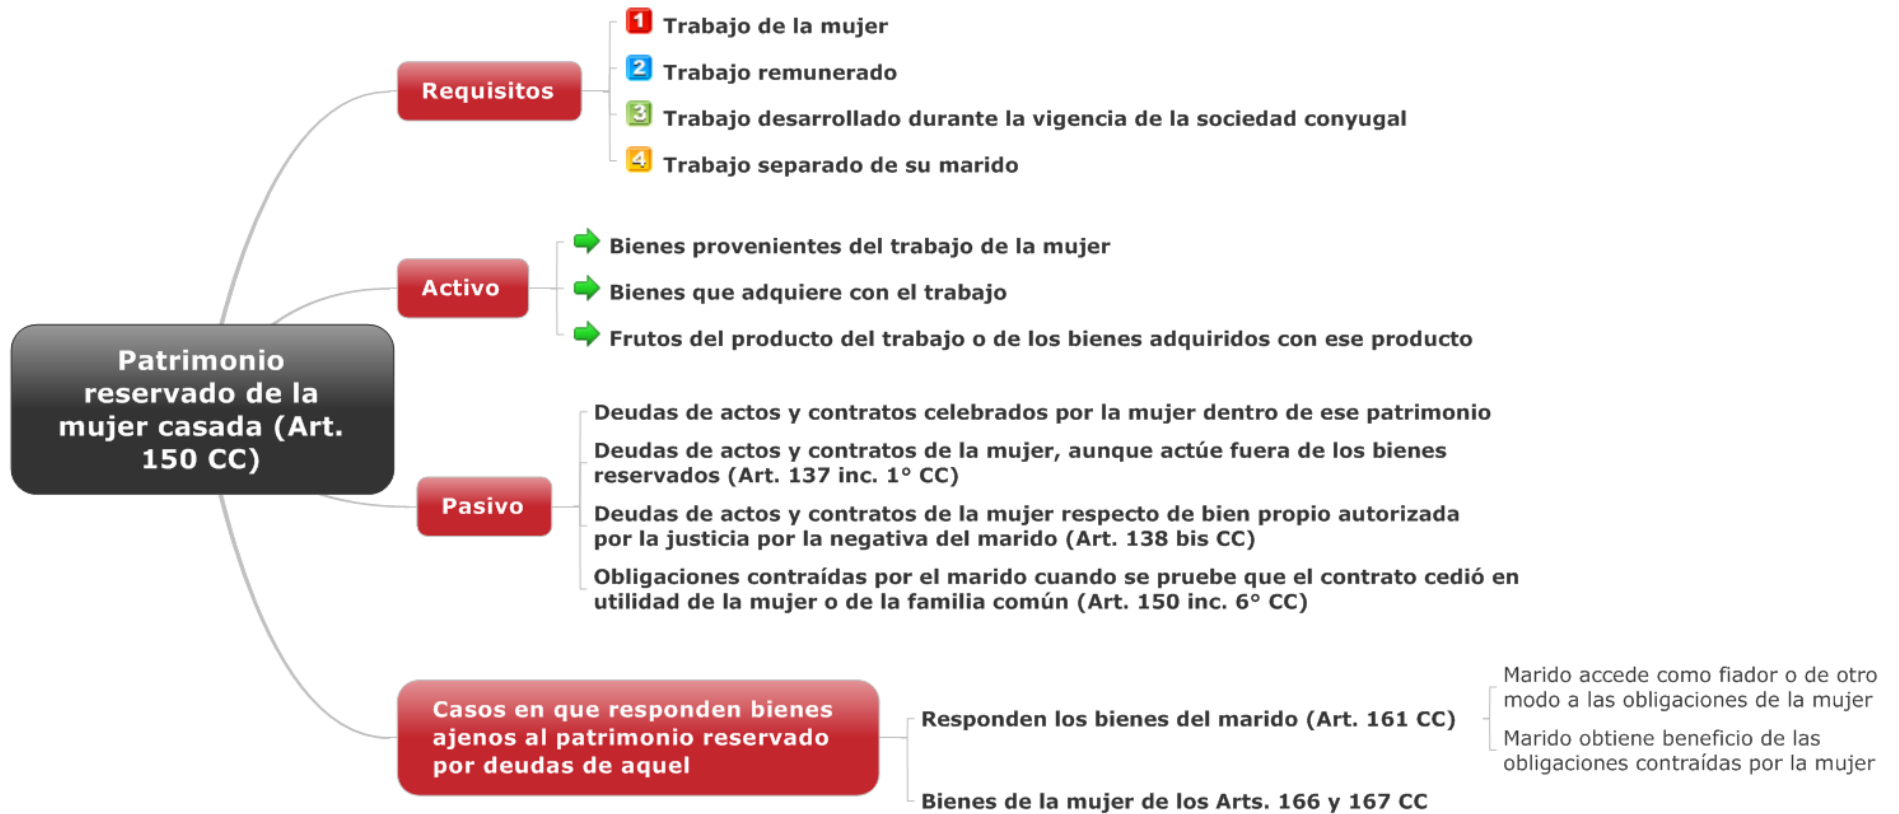 Patrimonio
reservado de la
mujer casada (Art.
150 CC)
Requisitos
1 Trabajo de la mujer
2 Trabajo remunerado
3 Trabajo desarrollado durante la vigencia de la sociedad conyugal
4 Trabajo separado de su marido
Activo
Bienes provenientes del trabajo de la mujer
Bienes que adquiere con el trabajo
Frutos del producto del trabajo o de los bienes adquiridos con ese producto
Pasivo
Deudas de actos y contratos celebrados por la mujer dentro de ese patrimonio
Deudas de actos y contratos de la mujer, aunque actúe fuera de los bienes
reservados (Art. 137 inc. 1° CC)
Deudas de actos y contratos de la mujer respecto de bien propio autorizada
por la justicia por la negativa del marido (Art. 138 bis CC)
Obligaciones contraídas por el marido cuando se pruebe que el contrato cedió en
utilidad de la mujer o de la familia común (Art. 150 inc. 6° CC)
Casos en que responden bienes
ajenos al patrimonio reservado
por deudas de aquel
Responden los bienes del marido (Art. 161 CC)
Marido accede como fiador o de otro
modo a las obligaciones de la mujer
Marido obtiene beneficio de las
obligaciones contraídas por la mujer
Bienes de la mujer de los Arts. 166 y 167 CC